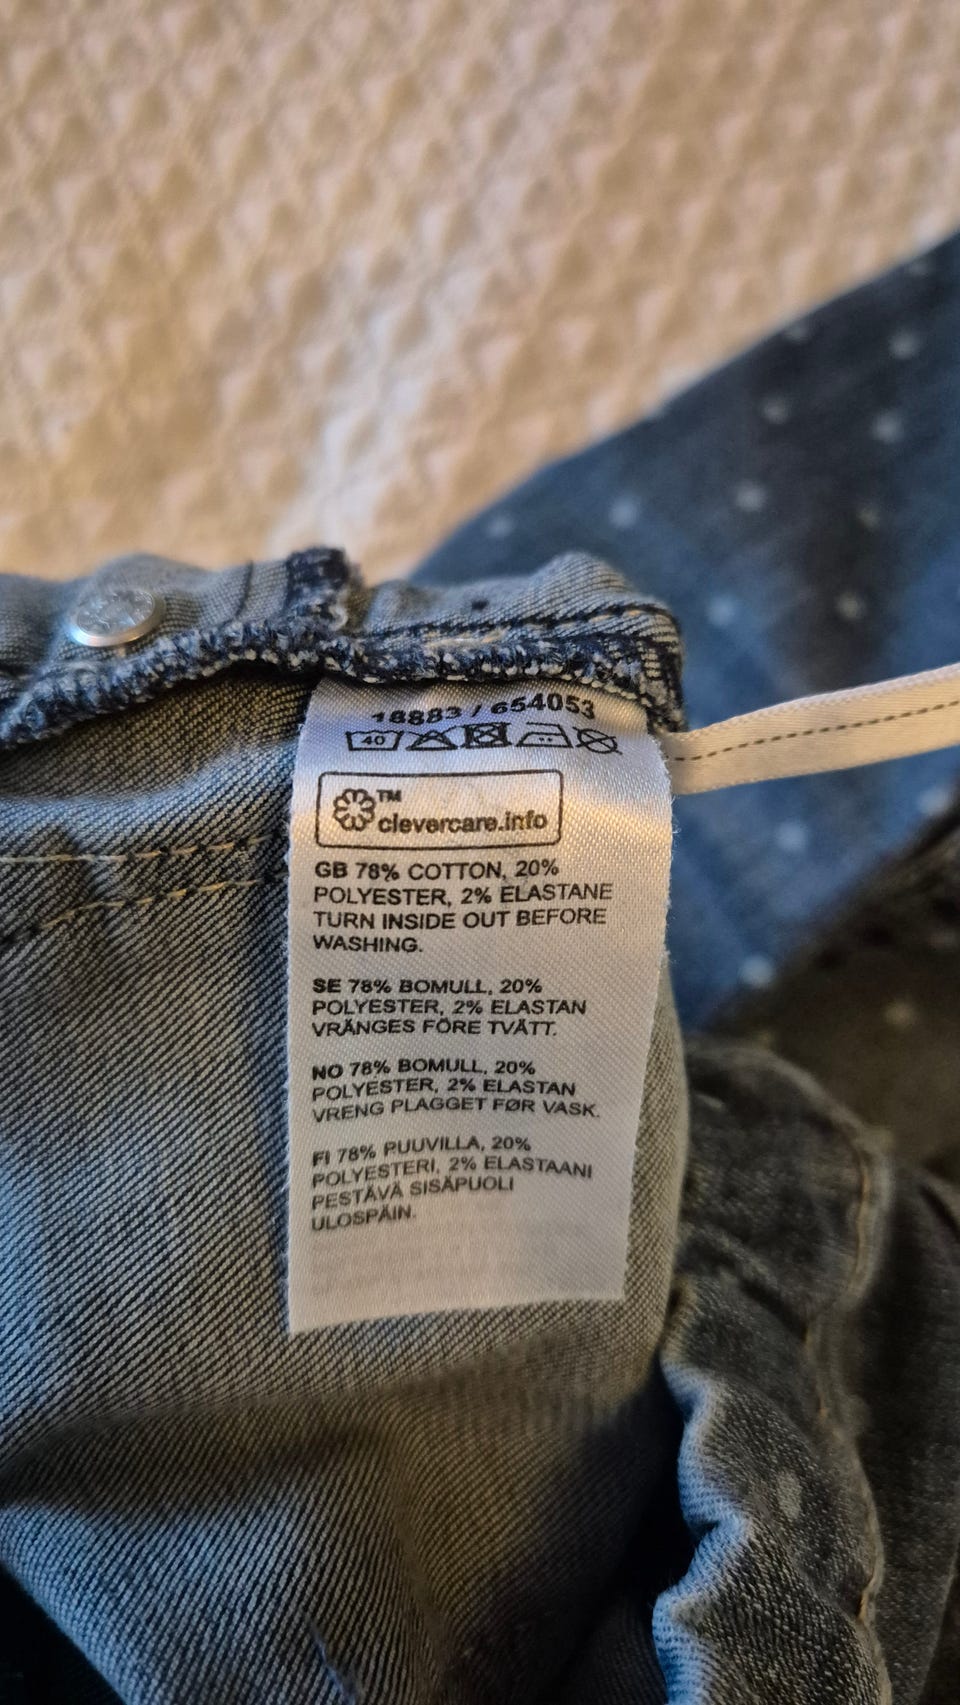 18883 / 654053
40
TM
clevercare.info
GB 78% COTTON, 20%
POLYESTER, 2% ELASTANE
TURN INSIDE OUT BEFORE
WASHING.
SE 78% BOMULL, 20%
POLYESTER, 2% ELASTAN
VRÄNGES FÖRE TVÄTT.
NO 78% BOMULL, 20%
POLYESTER, 2% ELASTAN
VRENG PLAGGET FØR VASK.
FI 78% PUUVILLA, 20%
POLYESTERI, 2% ELASTAANI
PESTÄVÄ SISÄPUOLI
ULOSPÄIN.